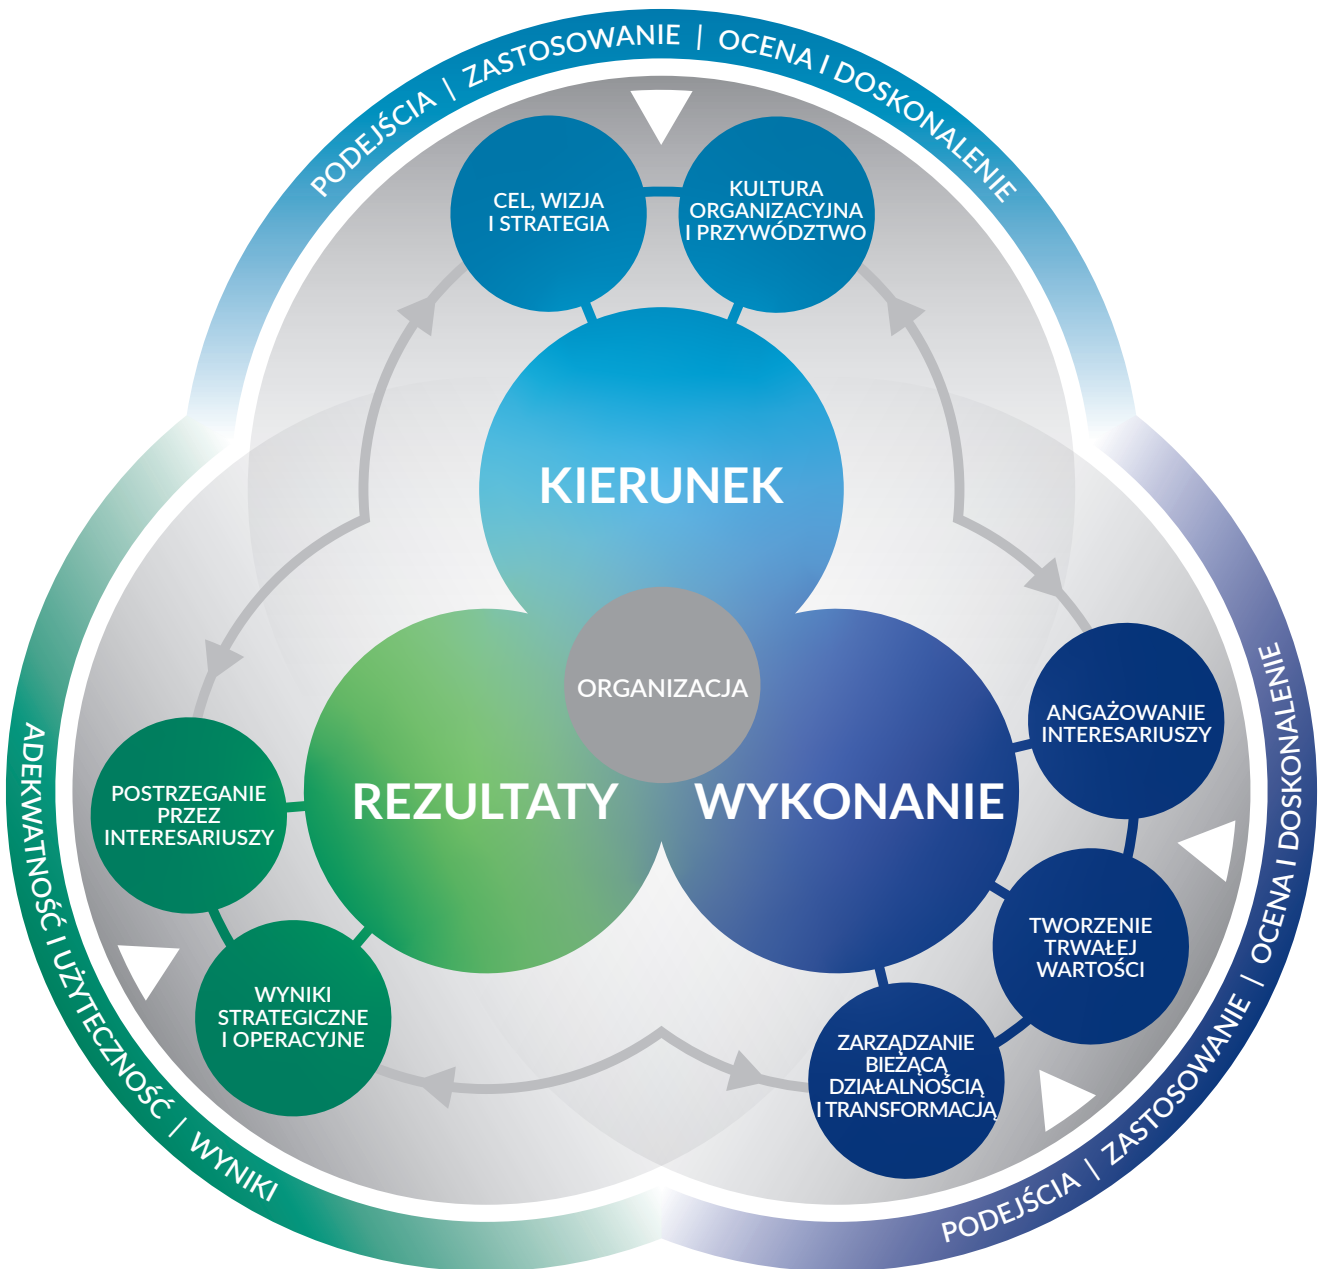 PODEJŚCIA | ZASTOSOWANIE | OCENA I DOSKONALENIE
CEL, WIZJA
I STRATEGIA
KULTURA
ORGANIZACYJNA
I PRZYWÓDZTWO
KIERUNEK
ORGANIZACJA
REZULTATY
WYKONANIE
ANGAŻOWANIE
INTERESARIUSZY
TWORZENIE
TRWAŁEJ
WARTOŚCI
ZARZĄDZANIE
BIEŻĄCĄ
DZIAŁALNOŚCIĄ
I TRANSFORMACJĄ
POSTRZEGANIE
PRZEZ
INTERESARIUSZY
WYNIKI
STRATEGICZNE
I OPERACYJNE
ADEKWATNOŚĆ I UŻYTECZNOŚĆ | WYNIKI
PODEJŚCIA | ZASTOSOWANIE | OCENA I DOSKONALENIE